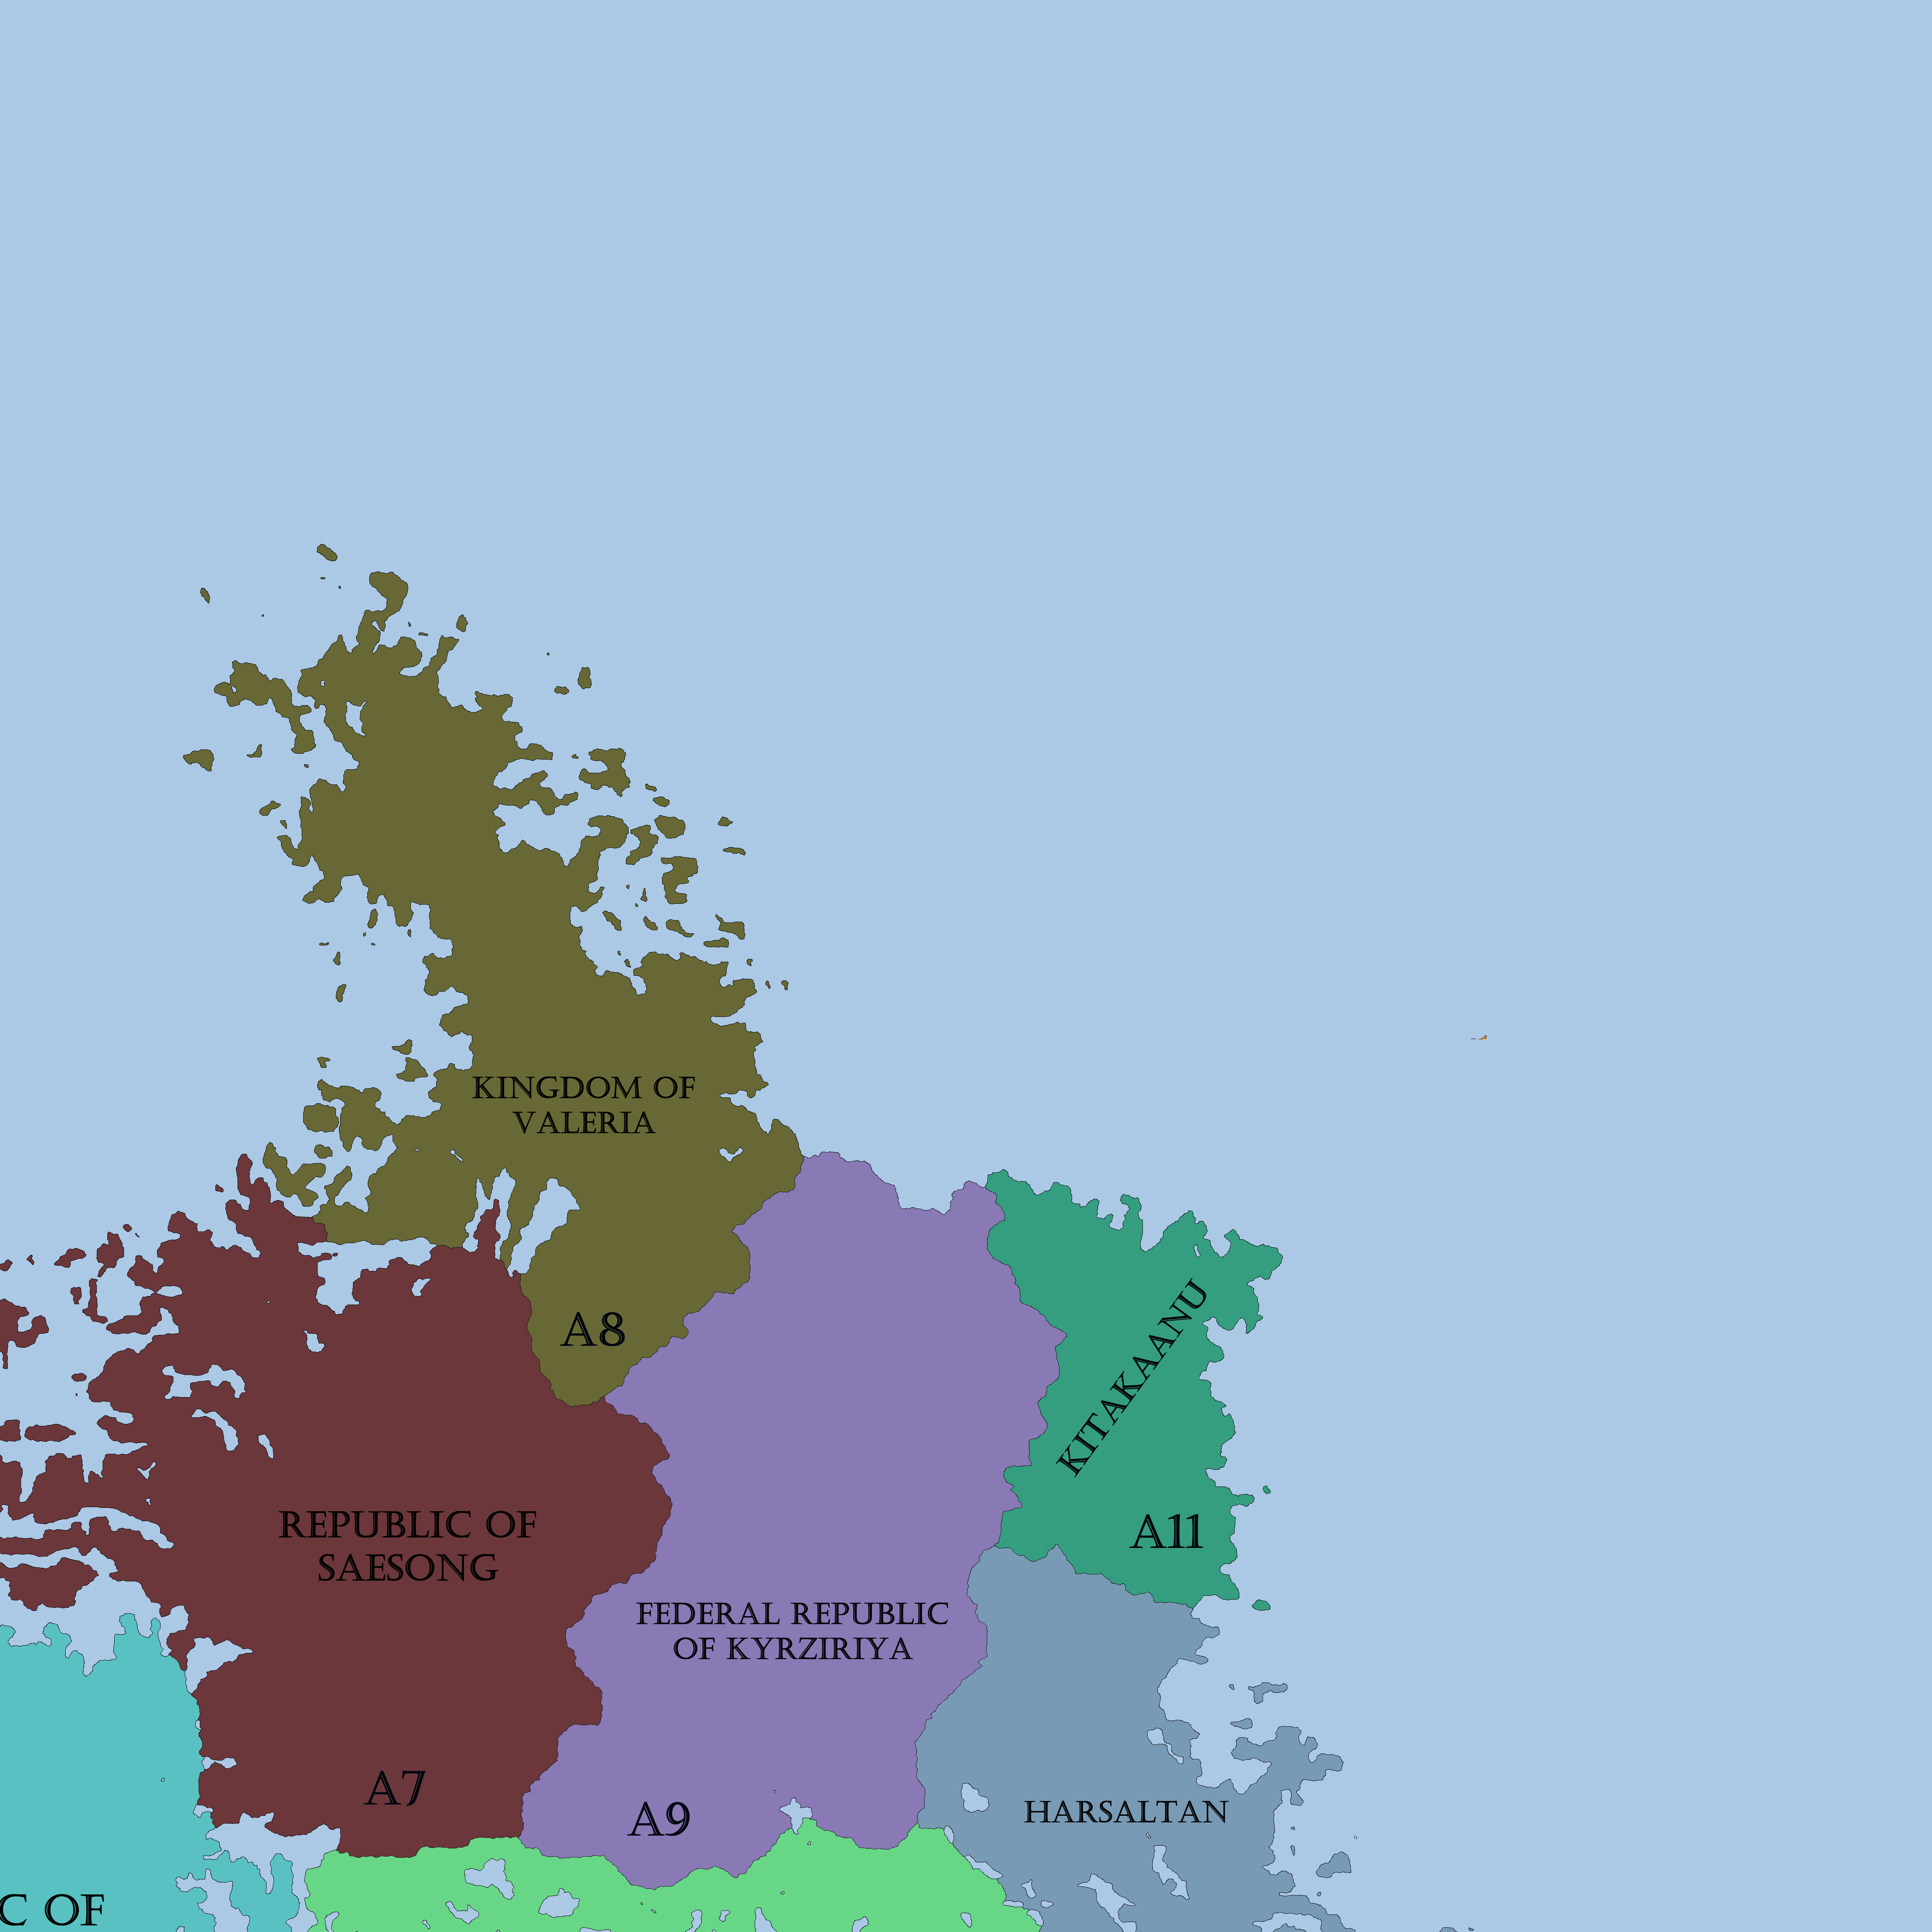 KINGDOM OF
VALERIA
A8
KITAKAANU
REPUBLIC OF
SAESONG
A11
FEDERAL REPUBLIC
OF KYRZIRIYA
A7
A9
HARSALTAN
C OF